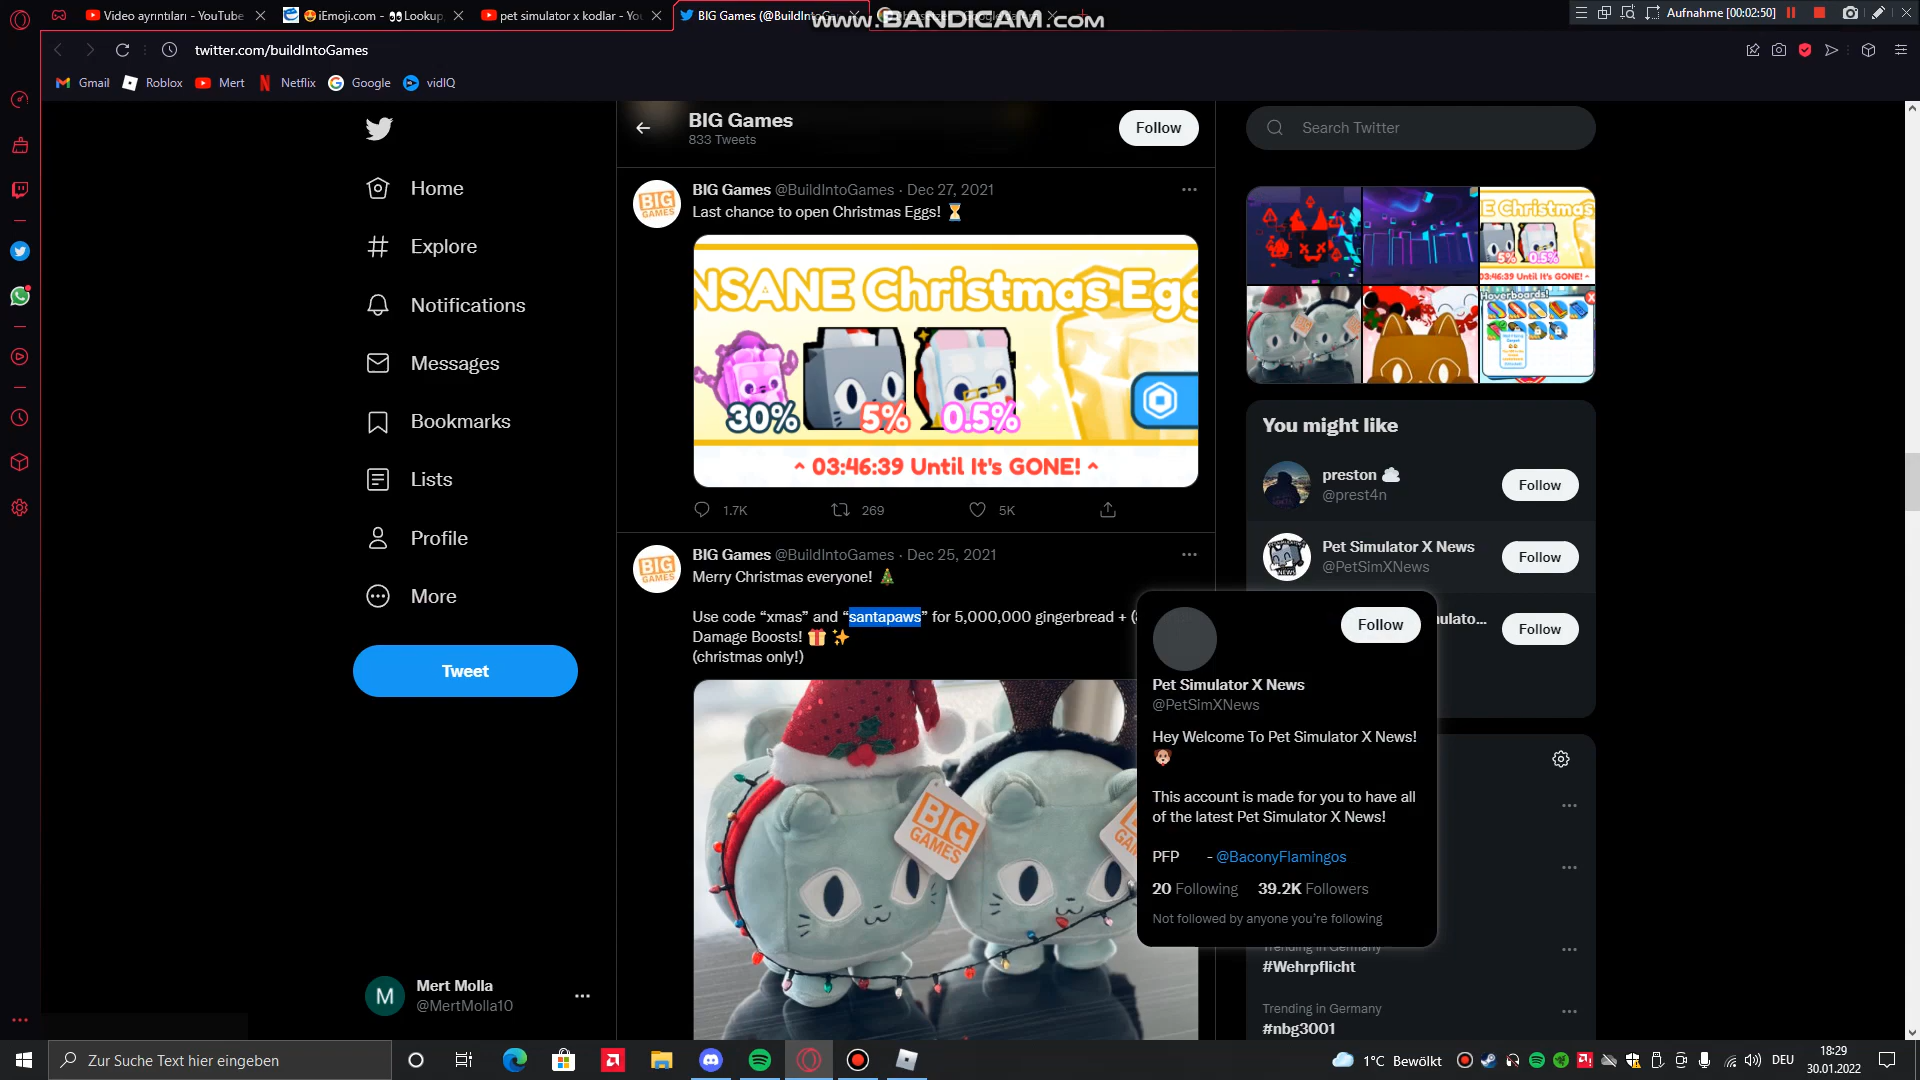 Video ayrıntıları - YouTube
iEmoji.com - 👀Lookup,
pet simulator x kodlar - You
BIG Games (@BuildIntoG
www.BANDICAM.com
Aufnahme [00:02:50]
twitter.com/buildIntoGames
Gmail
Roblox
Mert
Netflix
Google
vidIQ
Home
Explore
Notifications
Messages
Bookmarks
Lists
Profile
More
Tweet
Mert Molla
@MertMolla10
BIG Games
833 Tweets
Follow
BIG Games @BuildIntoGames · Dec 27, 2021
Last chance to open Christmas Eggs! ⏳
NSANE Christmas Egg
30%
5%
0.5%
^ 03:46:39 Until It's GONE! ^
1.7K
269
5K
BIG Games @BuildIntoGames · Dec 25, 2021
Merry Christmas everyone! 🎄
Use code “xmas” and “santapaws” for 5,000,000 gingerbread +
Damage Boosts! 🎁 ✨
(christmas only!)
BIG
GAMES
Search Twitter
E Christmas
5%
0.5%
03:46:39 Until It's GONE! ^
Hoverboards!
You might like
preston ☁️
@prest4n
Follow
Pet Simulator X News
@PetSimXNews
Follow
ulato...
Follow
Follow
Pet Simulator X News
@PetSimXNews
Hey Welcome To Pet Simulator X News!
🐶
This account is made for you to have all
of the latest Pet Simulator X News!
PFP - @BaconyFlamingos
20 Following 39.2K Followers
Not followed by anyone you’re following
Trending in Germany
#Wehrpflicht
Trending in Germany
#nbg3001
Zur Suche Text hier eingeben
1°C Bewölkt
DEU
18:29
30.01.2022